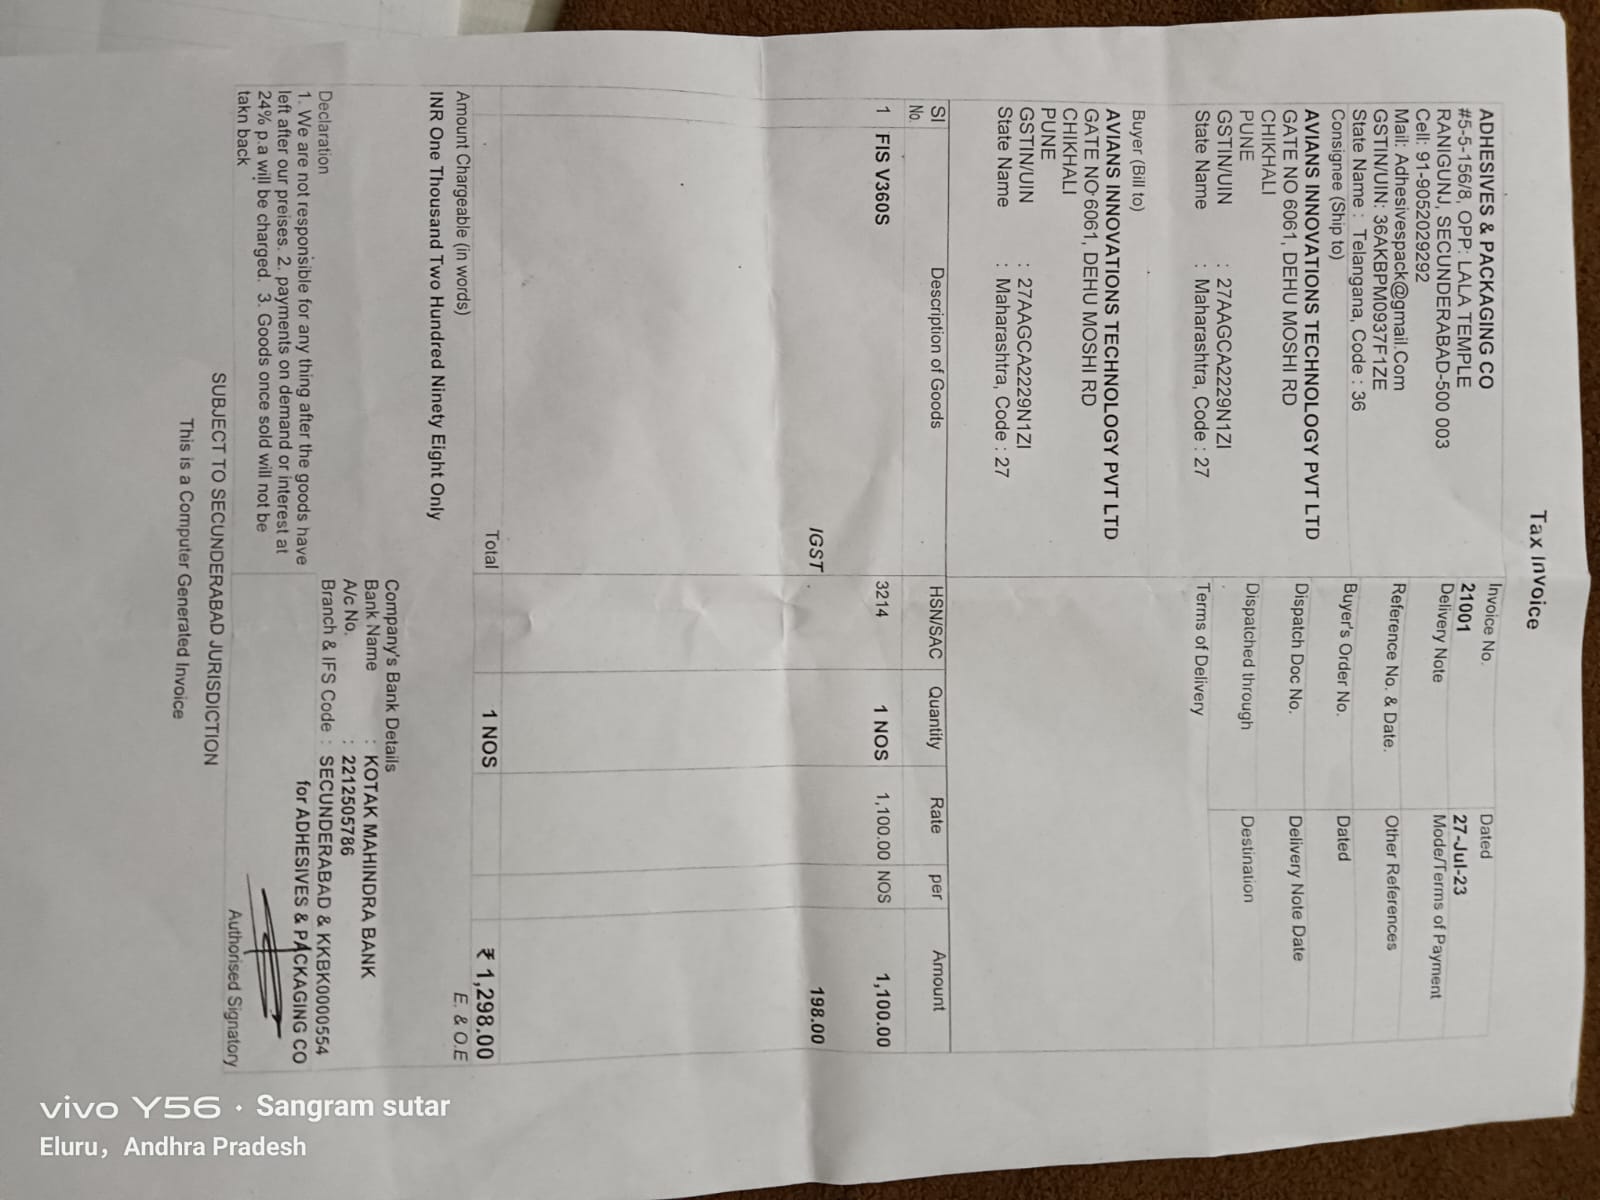 Tax Invoice
ADHESIVES & PACKAGING CO
#5-5-156/8, OPP: LALA TEMPLE
RANIGUNJ, SECUNDERABAD-500 003
Cell: 91-9052029292
Mail: Adhesivespack@gmail.Com
GSTIN/UIN: 36AKBPM0937F1ZE
State Name : Telangana, Code : 36
Invoice No.
21001
Dated
27-Jul-23
Delivery Note
Mode/Terms of Payment
Reference No. & Date.
Other References
Consignee (Ship to)
AVIANS INNOVATIONS TECHNOLOGY PVT LTD
GATE NO 6061, DEHU MOSHI RD
CHIKHALI
PUNE
GSTIN/UIN : 27AAGCA2229N1ZI
State Name : Maharashtra, Code : 27
Buyer's Order No.
Dated
Dispatch Doc No.
Delivery Note Date
Dispatched through
Destination
Terms of Delivery
Buyer (Bill to)
AVIANS INNOVATIONS TECHNOLOGY PVT LTD
GATE NO 6061, DEHU MOSHI RD
CHIKHALI
PUNE
GSTIN/UIN : 27AAGCA2229N1ZI
State Name : Maharashtra, Code : 27
Sl No. Description of Goods HSN/SAC Quantity Rate per Amount
1 FIS V360S 3214 1 NOS 1,100.00 NOS 1,100.00
IGST 198.00
Total 1 NOS ₹ 1,298.00
Amount Chargeable (in words) E. & O.E
INR One Thousand Two Hundred Ninety Eight Only
Company's Bank Details
Bank Name : KOTAK MAHINDRA BANK
A/c No. : 2212505786
Branch & IFS Code : SECUNDERABAD & KKBK0000554
Declaration
1. We are not responsible for any thing after the goods have
left after our preises. 2. payments on demand or interest at
24% p.a will be charged. 3. Goods once sold will not be
takn back
for ADHESIVES & PACKAGING CO
Authorised Signatory
SUBJECT TO SECUNDERABAD JURISDICTION
This is a Computer Generated Invoice
vivo Y56 · Sangram sutar
Eluru, Andhra Pradesh